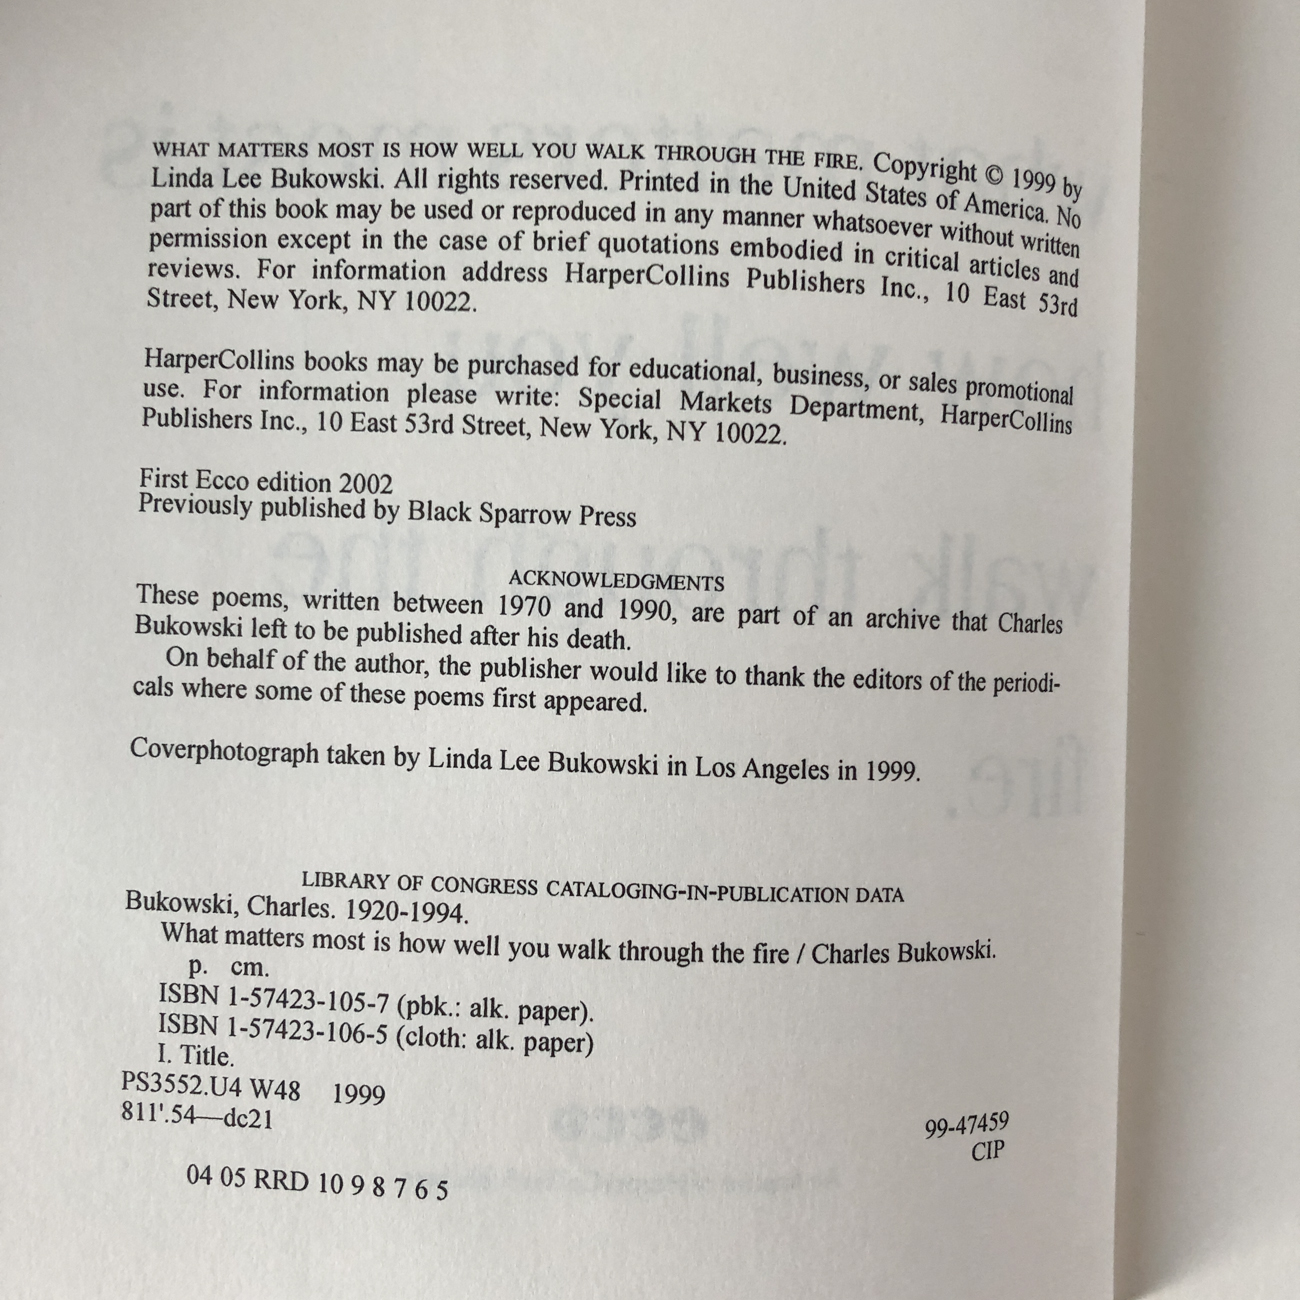 WHAT MATTERS MOST IS HOW WELL YOU WALK THROUGH THE FIRE. Copyright © 1999 by
Linda Lee Bukowski. All rights reserved. Printed in the United States of America. No
part of this book may be used or reproduced in any manner whatsoever without written
permission except in the case of brief quotations embodied in critical articles and
reviews. For information address HarperCollins Publishers Inc., 10 East 53rd
Street, New York, NY 10022.
HarperCollins books may be purchased for educational, business, or sales promotional
use. For information please write: Special Markets Department, HarperCollins
Publishers Inc., 10 East 53rd Street, New York, NY 10022.
First Ecco edition 2002
Previously published by Black Sparrow Press
ACKNOWLEDGMENTS
These poems, written between 1970 and 1990, are part of an archive that Charles
Bukowski left to be published after his death.
On behalf of the author, the publisher would like to thank the editors of the periodi-
cals where some of these poems first appeared.
Coverphotograph taken by Linda Lee Bukowski in Los Angeles in 1999.
LIBRARY OF CONGRESS CATALOGING-IN-PUBLICATION DATA
Bukowski, Charles. 1920-1994.
What matters most is how well you walk through the fire / Charles Bukowski.
p. cm.
ISBN 1-57423-105-7 (pbk.: alk. paper).
ISBN 1-57423-106-5 (cloth: alk. paper)
I. Title.
PS3552.U4 W48 1999
811'.54—dc21
99-47459
CIP
04 05 RRD 10 9 8 7 6 5